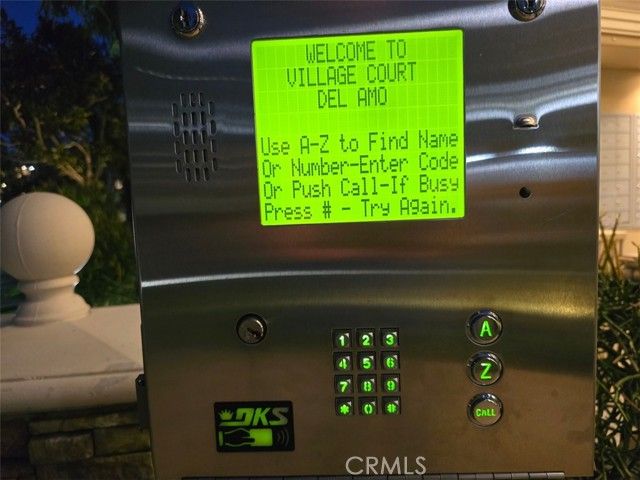 WELCOME TO
VILLAGE COURT
DEL AMO
Use A-Z to Find Name
Or Number-Enter Code
Or Push Call-If Busy
Press # - Try Again.
1 2 3
4 5 6
7 8 9
* 0 #
A
Z
CALL
DKS
CRMLS